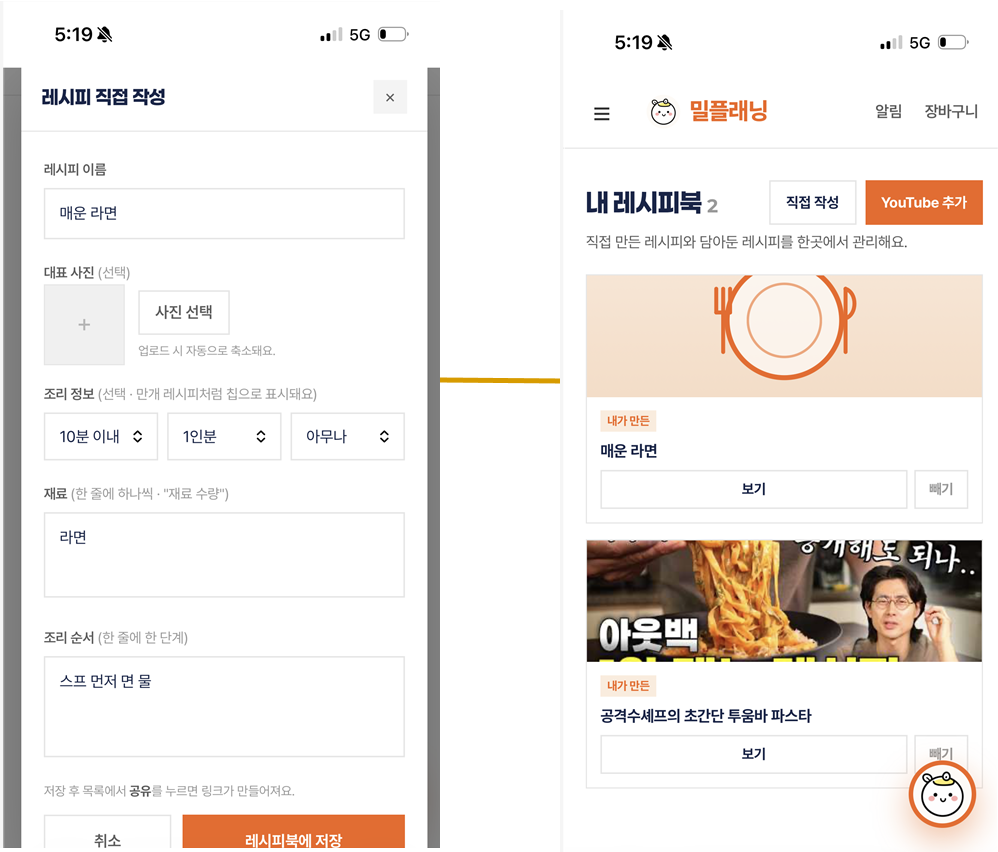 5:19
5G
레시피 직접 작성
×
레시피 이름
매운 라면
대표 사진 (선택)
+
사진 선택
업로드 시 자동으로 축소돼요.
조리 정보 (선택 · 만개 레시피처럼 칩으로 표시돼요)
10분 이내
1인분
아무나
재료 (한 줄에 하나씩 · "재료 수량")
라면
조리 순서 (한 줄에 한 단계)
스프 먼저 면 물
저장 후 목록에서 공유를 누르면 링크가 만들어져요.
취소
레시피북에 저장
5:19
5G
밀플래닝
알림
장바구니
내 레시피북 2
직접 작성
YouTube 추가
직접 만든 레시피와 담아둔 레시피를 한곳에서 관리해요.
내가 만든
매운 라면
보기
빼기
공개해도 되나..
아웃백
내가 만든
공격수셰프의 초간단 투움바 파스타
보기
빼기